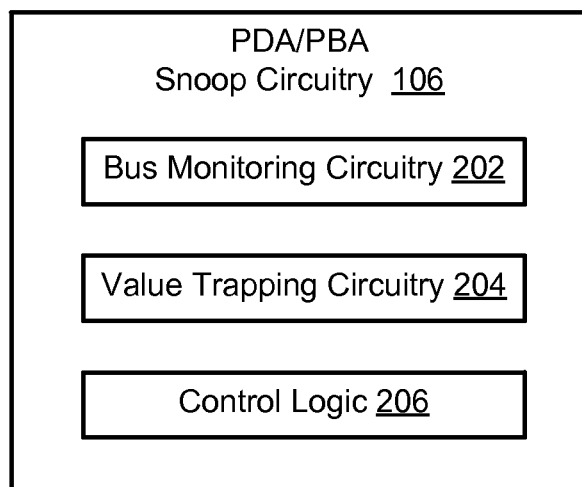 PDA/PBA
Snoop Circuitry 106
Bus Monitoring Circuitry 202
Value Trapping Circuitry 204
Control Logic 206